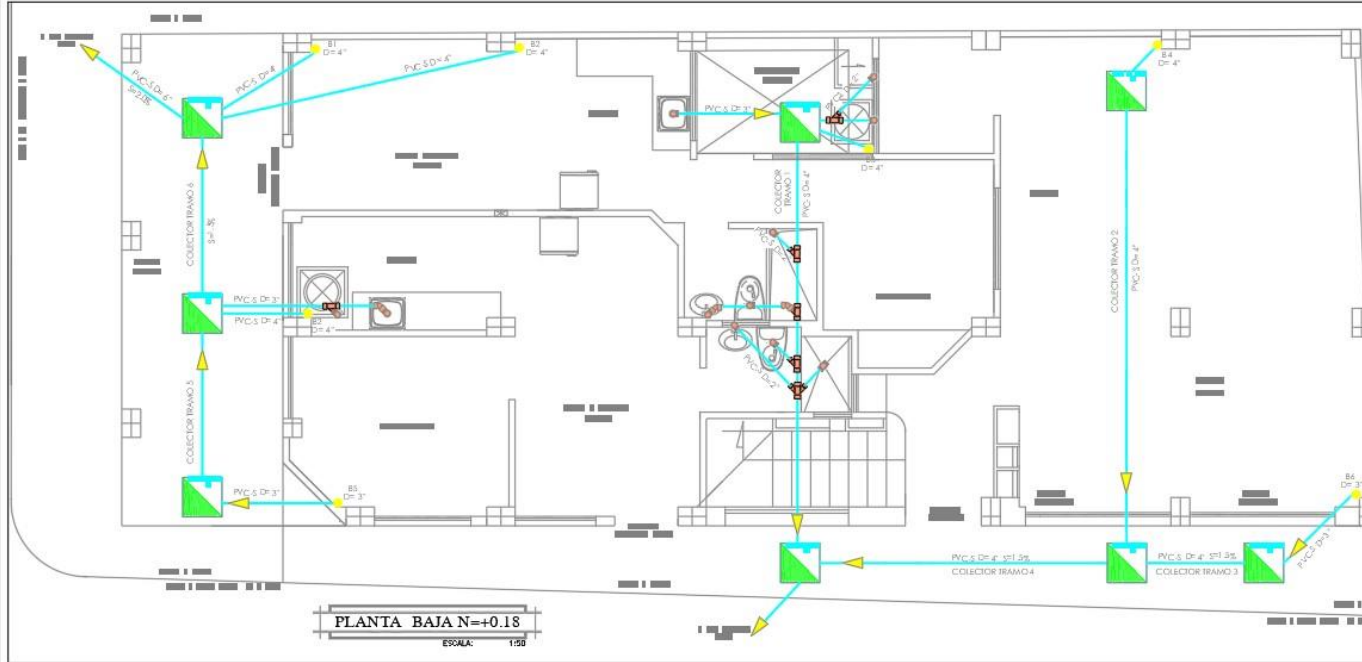 B1
D= 4"
B2
D= 4"
B4
D= 4"
PVC-S D= 6"
S=2.0%
PVC-S D= 4"
PVC-S D= 4"
PVC-S D= 3"
D= 4"
COLECTOR TRAMO 6
COLECTOR
TRAMO 1
PVC-S D= 4"
COLECTOR TRAMO 2
PVC-S D= 4"
PVC-S D= 3"
PVC-S D= 4"
B2
D= 4"
PVC-S D=2"
COLECTOR TRAMO 5
PVC-S D= 3"
B5
D= 3"
B6
D= 3"
PVC-S D=3"
PVC-S D= 4" S=1.5%
COLECTOR TRAMO 4
PVC-S D= 4" S=1.5%
COLECTOR TRAMO 3
PLANTA BAJA N=+0.18
ESCALA: 1:50